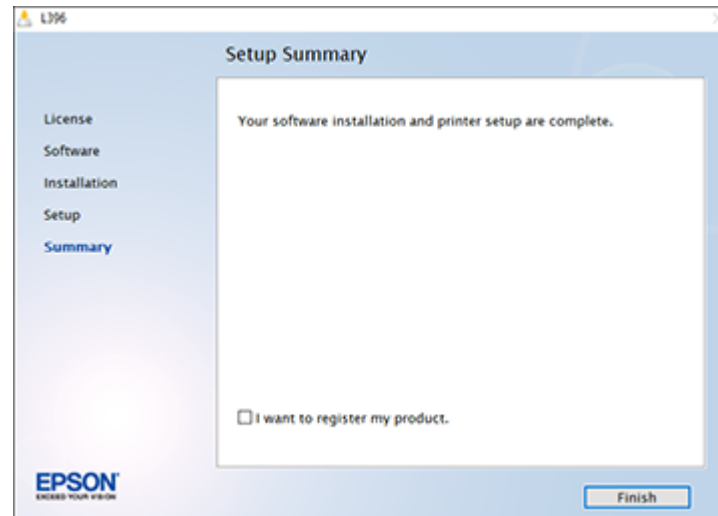 L396
Setup Summary
License
Software
Installation
Setup
Summary
Your software installation and printer setup are complete.
I want to register my product.
EPSON
EXCEED YOUR VISION
Finish